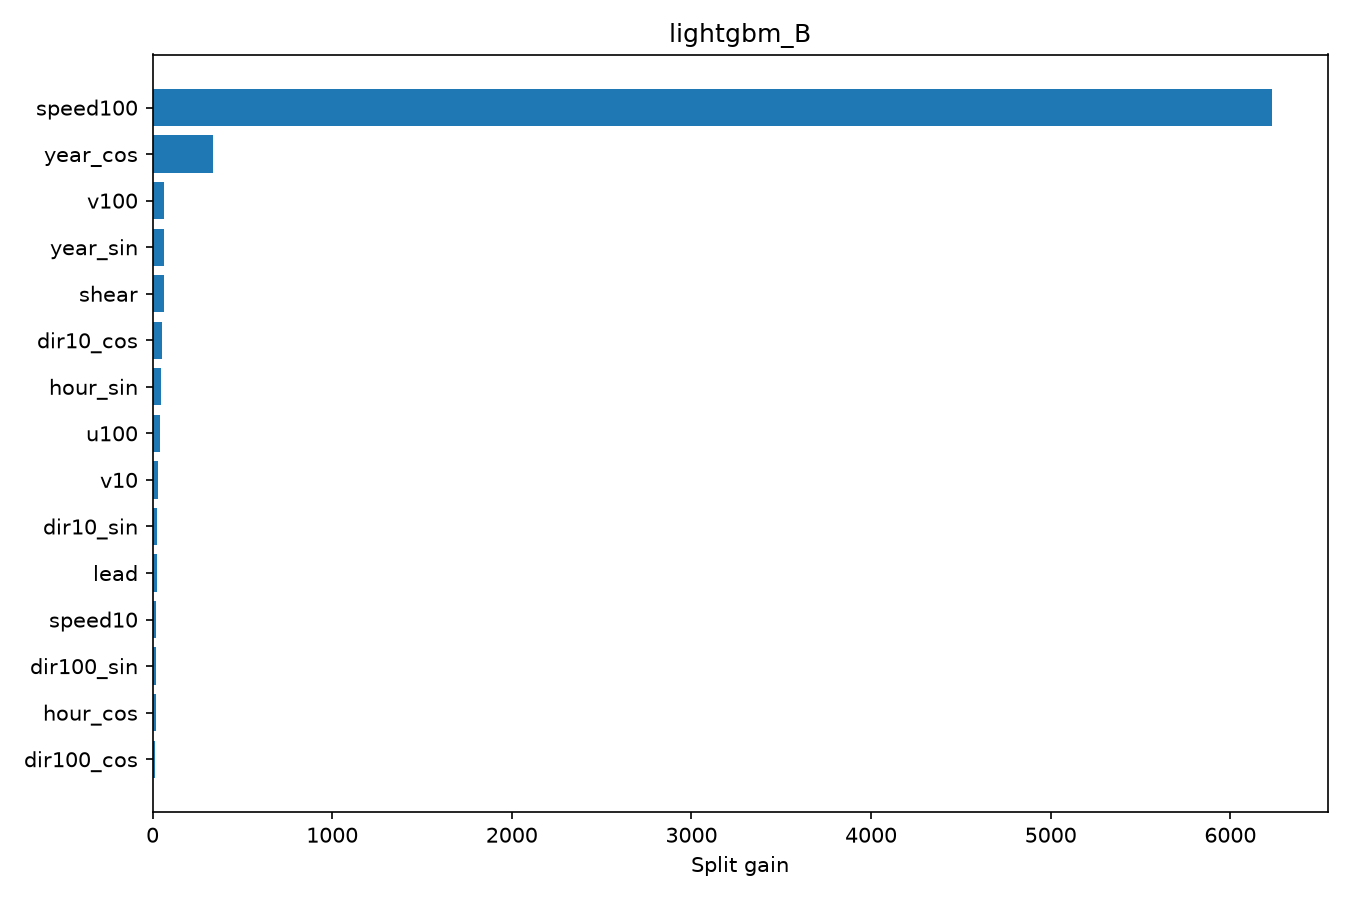 lightgbm_B
speed100
year_cos
v100
year_sin
shear
dir10_cos
hour_sin
u100
v10
dir10_sin
lead
speed10
dir100_sin
hour_cos
dir100_cos
0 1000 2000 3000 4000 5000 6000
Split gain